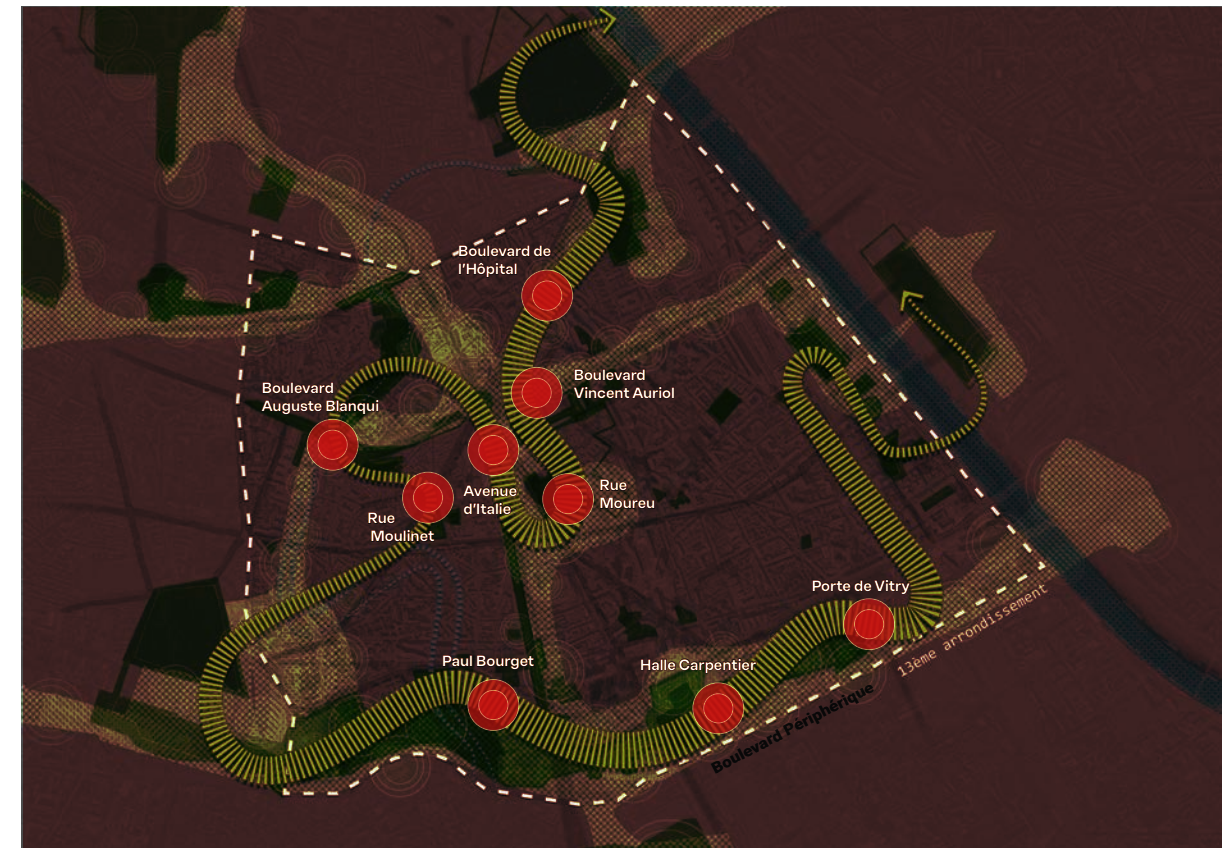 Boulevard de
l'Hôpital
Boulevard
Vincent Auriol
Boulevard
Auguste Blanqui
Avenue
d'Italie
Rue
Moureu
Rue
Moulinet
Porte de Vitry
Paul Bourget
Halle Carpentier
13ème arrondissement
Boulevard Périphérique